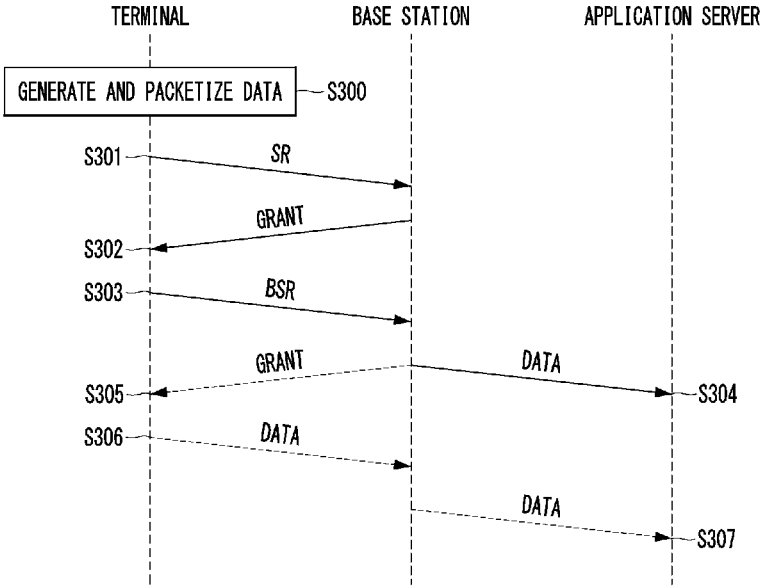 TERMINAL BASE STATION APPLICATION SERVER
GENERATE AND PACKETIZE DATA S300
S301 SR
GRANT
S302
S303 BSR
GRANT DATA
S305 S304
S306 DATA
DATA
S307